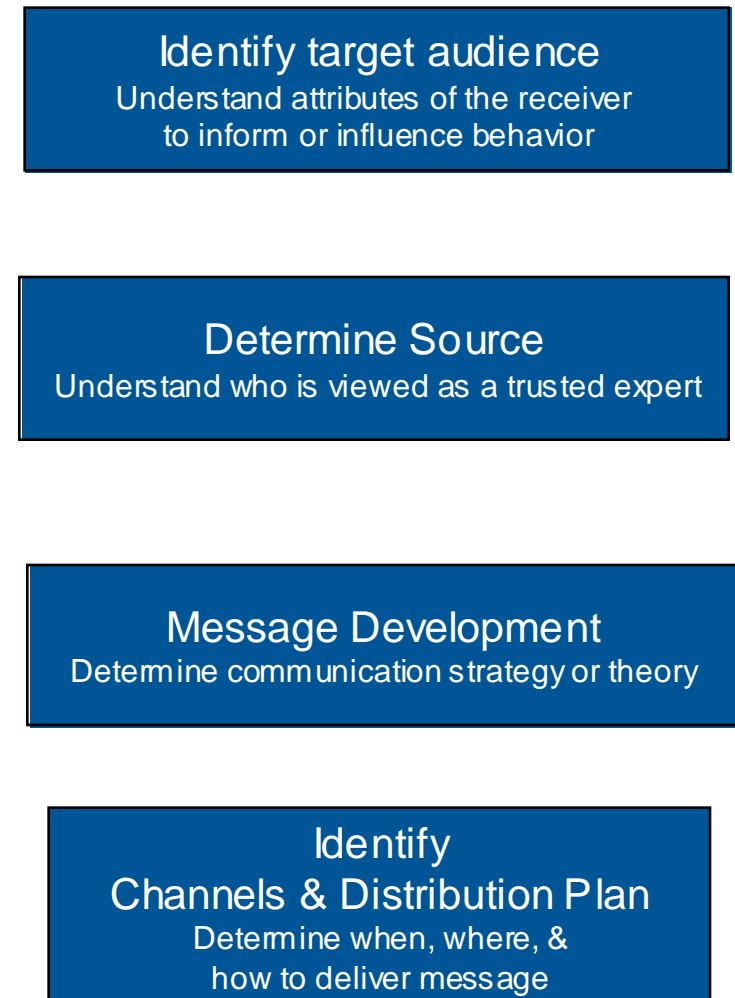 Identify target audience
Understand attributes of the receiver
to inform or influence behavior
Determine Source
Understand who is viewed as a trusted expert
Message Development
Determine communication strategy or theory
Identify
Channels & Distribution Plan
Determine when, where, &
how to deliver message